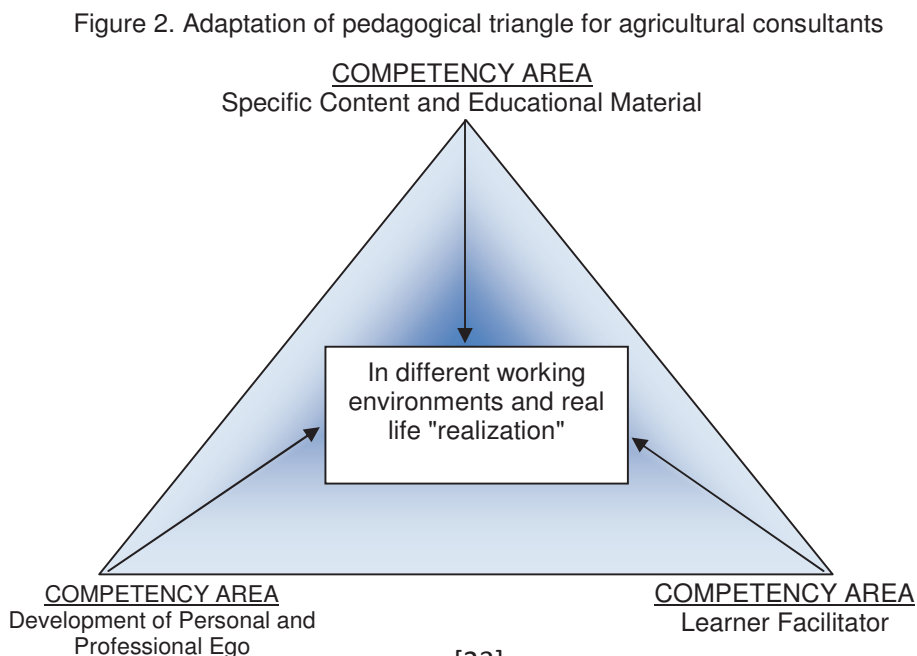 Figure 2. Adaptation of pedagogical triangle for agricultural consultants
COMPETENCY AREA
Specific Content and Educational Material
In different working
environments and real
life "realization"
COMPETENCY AREA
Development of Personal and
Professional Ego
COMPETENCY AREA
Learner Facilitator